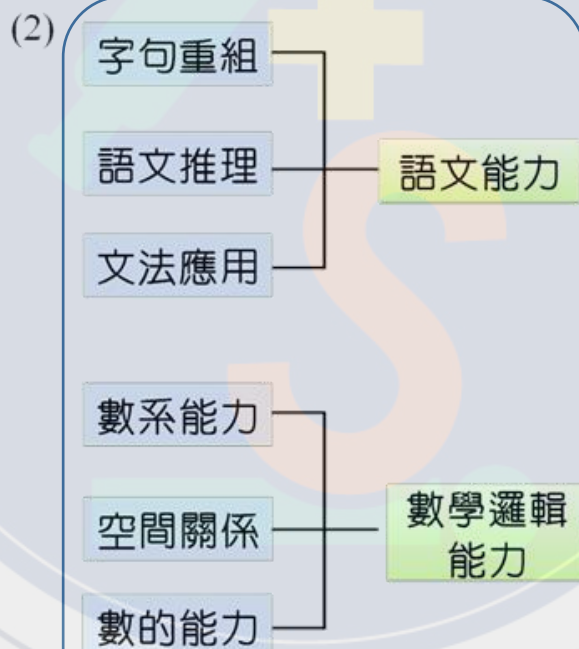 (2)
字句重組
語文推理
語文能力
文法應用
數系能力
空間關係
數學邏輯
能力
數的能力